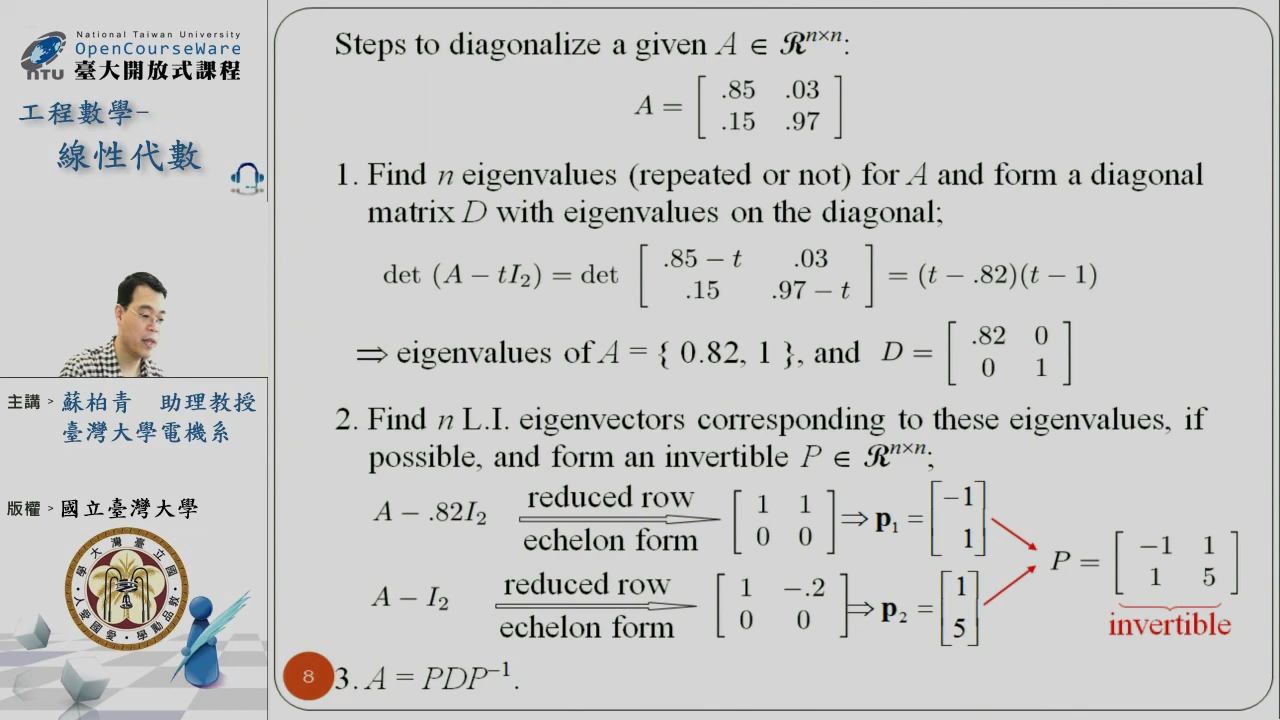 National Taiwan University
OpenCourseWare
NTU 臺大開放式課程
工程數學-
線性代數
主講 > 蘇柏青 助理教授
臺灣大學電機系
版權 > 國立臺灣大學
Steps to diagonalize a given A ∈ 𝓡ⁿˣⁿ:
A = [ .85 .03
.15 .97 ]
1. Find n eigenvalues (repeated or not) for A and form a diagonal
matrix D with eigenvalues on the diagonal;
det (A − tI₂) = det [ .85 − t .03
.15 .97 − t ] = (t − .82)(t − 1)
⟹ eigenvalues of A = { 0.82, 1 }, and D = [ .82 0
0 1 ]
2. Find n L.I. eigenvectors corresponding to these eigenvalues, if
possible, and form an invertible P ∈ 𝓡ⁿˣⁿ;
A − .82I₂ reduced row
echelon form [ 1 1
0 0 ] ⟹ p₁ = [ −1
1 ]
A − I₂ reduced row
echelon form [ 1 −.2
0 0 ] ⟹ p₂ = [ 1
5 ]
P = [ −1 1
1 5 ]
invertible
3. A = PDP⁻¹.
8